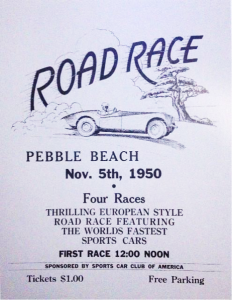 ROAD RACE
PEBBLE BEACH
Nov. 5th, 1950
Four Races
THRILLING EUROPEAN STYLE
ROAD RACE FEATURING
THE WORLDS FASTEST
SPORTS CARS
FIRST RACE 12:00 NOON
SPONSORED BY SPORTS CAR CLUB OF AMERICA
Tickets $1.00 Free Parking